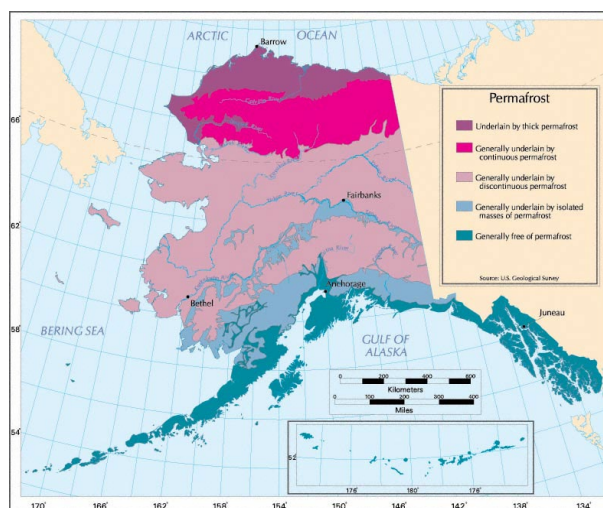 ARCTIC OCEAN
Barrow
66
Permafrost
Underlain by thick permafrost
Generally underlain by
continuous permafrost
Generally underlain by
discontinuous permafrost
Generally underlain by isolated
masses of permafrost
Generally free of permafrost
Source: U.S. Geological Survey
Fairbanks
62
Bethel
Anchorage
Juneau
58
BERING SEA
GULF OF
ALASKA
0 200 400 600
Kilometers
0 100 200 300 400
Miles
54
52
176° 180° 176°
170° 166° 162° 158° 154° 150° 146° 142° 138° 134°